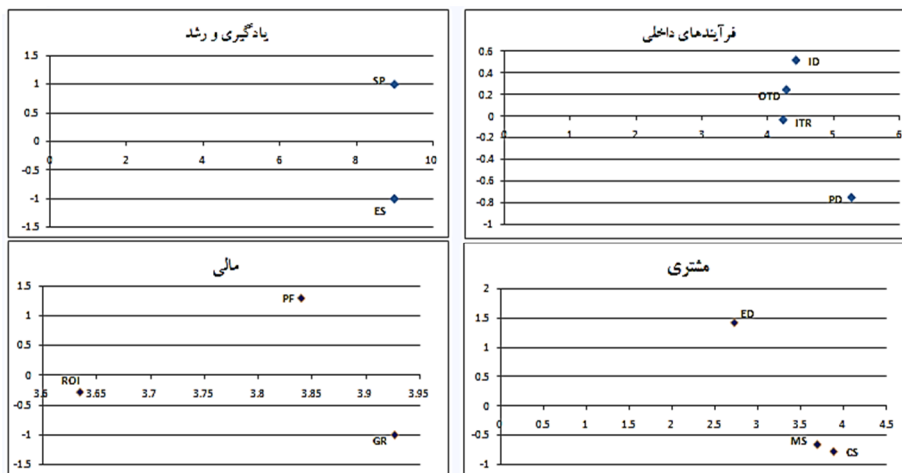 یادگیری و رشد
1.5
1
0.5
0
-0.5
-1
-1.5
0 2 4 6 8 10
SP
ES
فرآیندهای داخلی
0.6
0.4
0.2
0
-0.2
-0.4
-0.6
-0.8
-1
0 1 2 3 4 5 6
ID
OTD
ITR
PD
مالی
1.5
1
0.5
0
-0.5
-1
-1.5
3.6 3.65 3.7 3.75 3.8 3.85 3.9 3.95
PF
ROI
GR
مشتری
2
1.5
1
0.5
0
-0.5
-1
0 0.5 1 1.5 2 2.5 3 3.5 4 4.5
ED
MS
CS